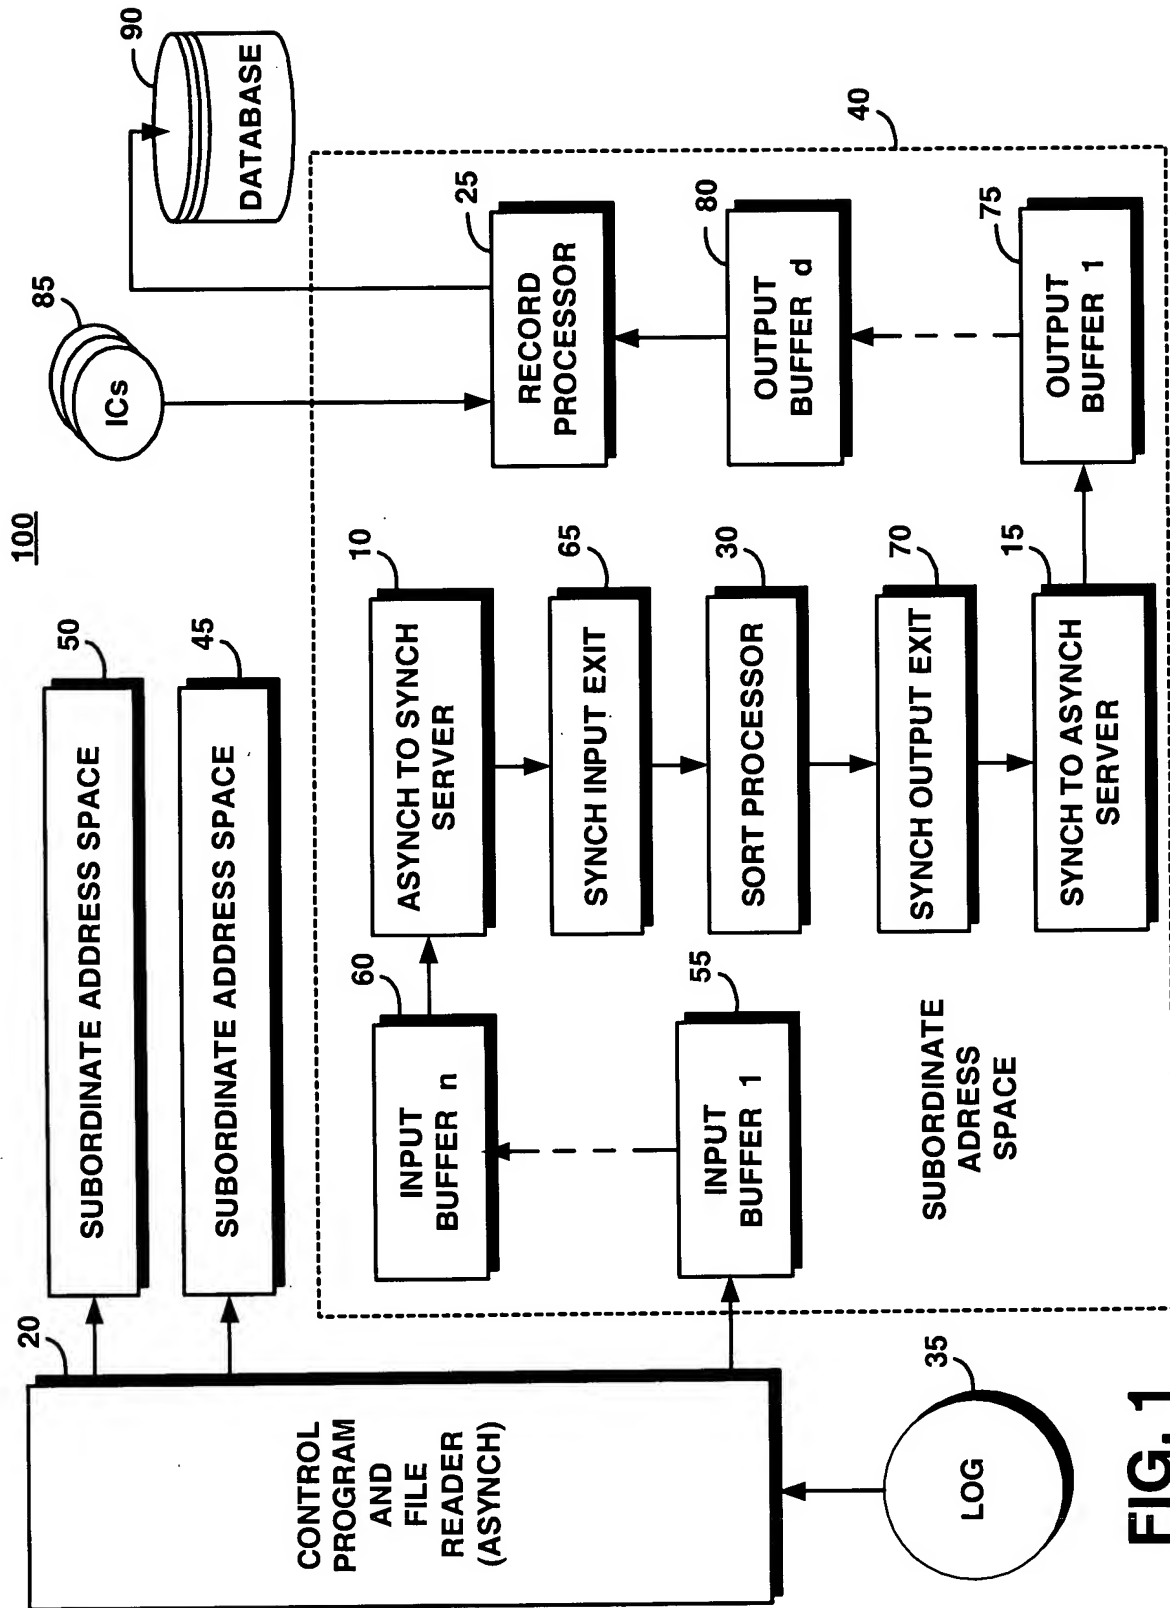 100
50
SUBORDINATE ADDRESS SPACE
45
SUBORDINATE ADDRESS SPACE
20
CONTROL
PROGRAM
AND
FILE
READER
(ASYNCH)
35
LOG
85
ICs
90
DATABASE
40
60
INPUT
BUFFER n
55
INPUT
BUFFER 1
SUBORDINATE
ADRESS
SPACE
10
ASYNCH TO SYNCH
SERVER
65
SYNCH INPUT EXIT
30
SORT PROCESSOR
70
SYNCH OUTPUT EXIT
15
SYNCH TO ASYNCH
SERVER
25
RECORD
PROCESSOR
80
OUTPUT
BUFFER d
75
OUTPUT
BUFFER 1
FIG. 1